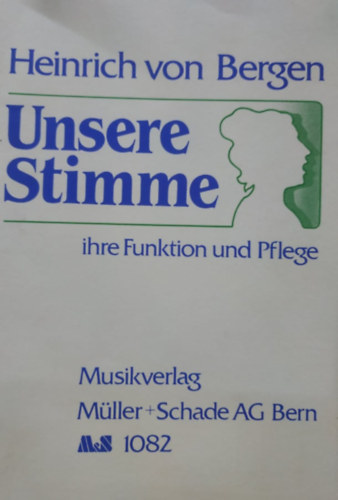 Heinrich von Bergen
Unsere
Stimme
ihre Funktion und Pflege
Musikverlag
Müller+Schade AG Bern
M&S 1082